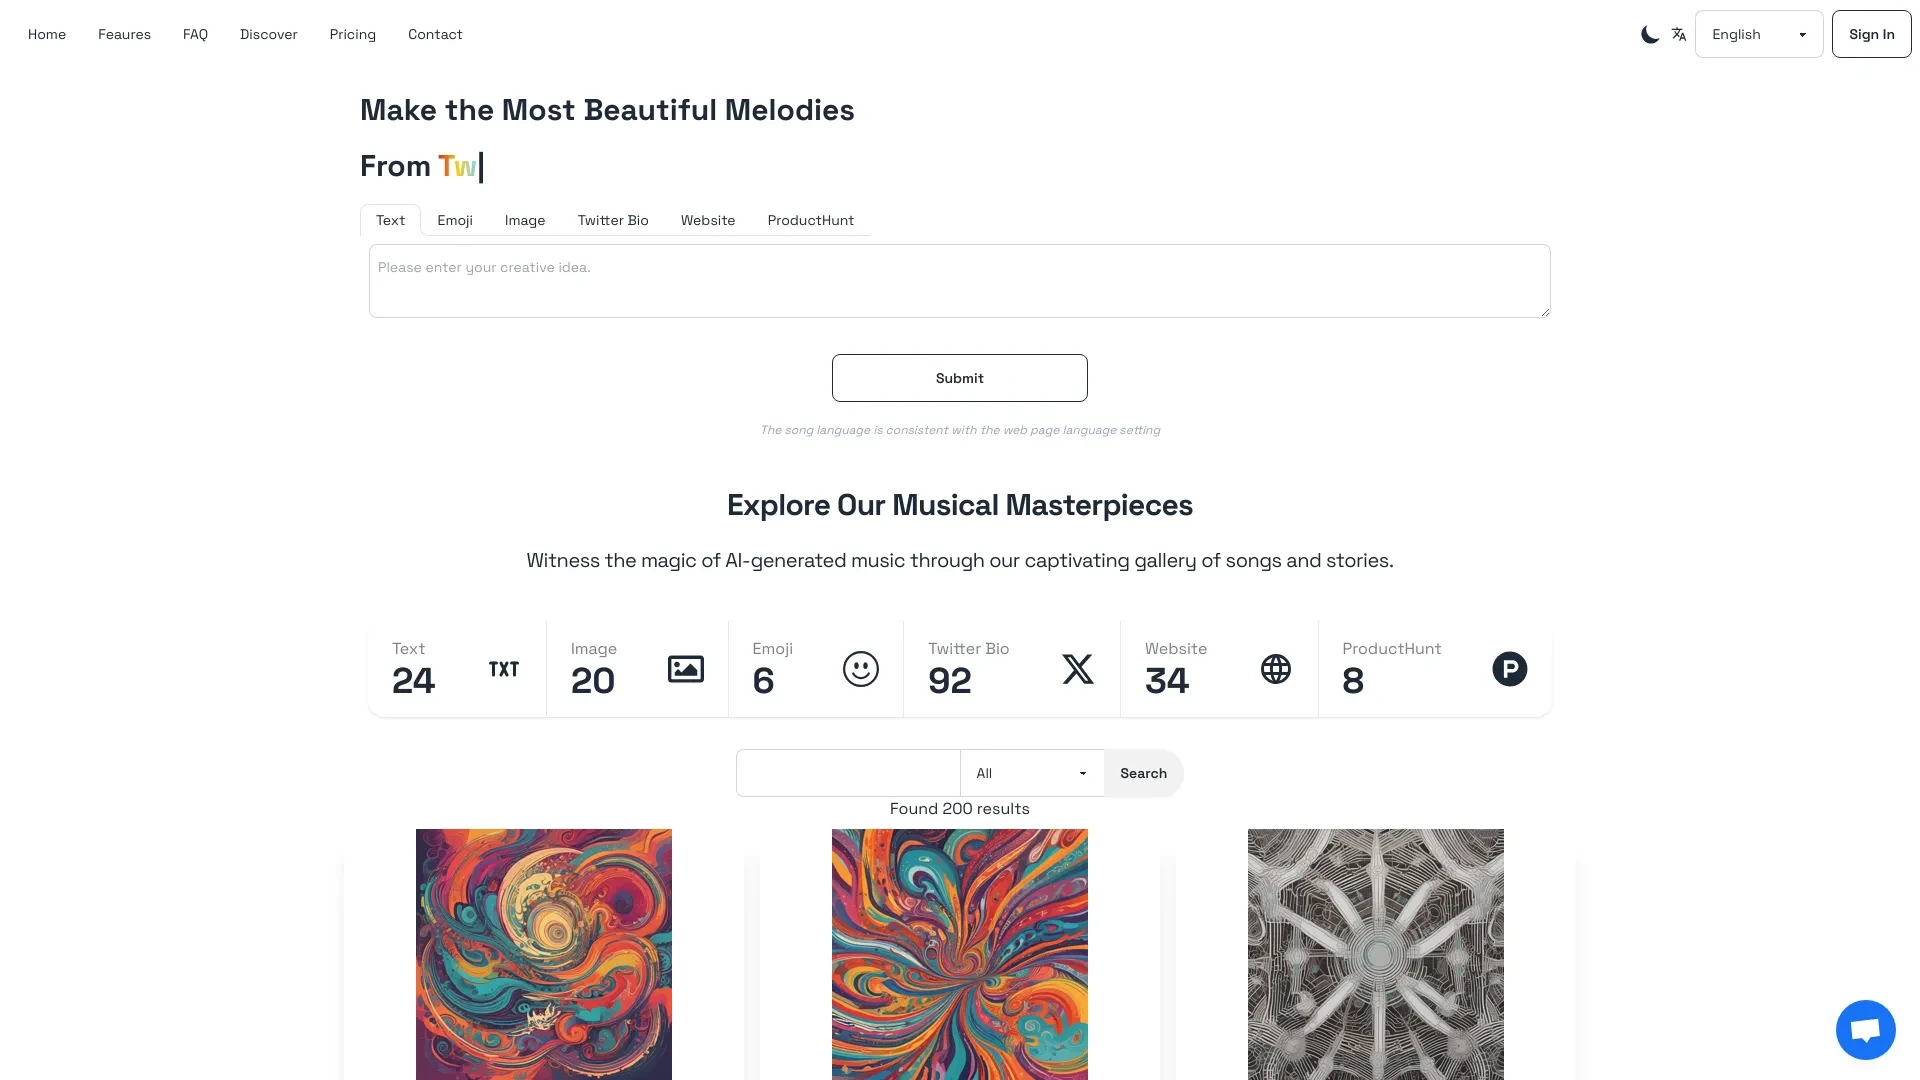 Home Feaures FAQ Discover Pricing Contact English Sign In
Make the Most Beautiful Melodies
From Tw
Text Emoji Image Twitter Bio Website ProductHunt
Please enter your creative idea.
Submit
The song language is consistent with the web page language setting
Explore Our Musical Masterpieces
Witness the magic of AI-generated music through our captivating gallery of songs and stories.
Text Image Emoji Twitter Bio Website ProductHunt
24 TXT 20 6 92 34 8 P
All Search
Found 200 results